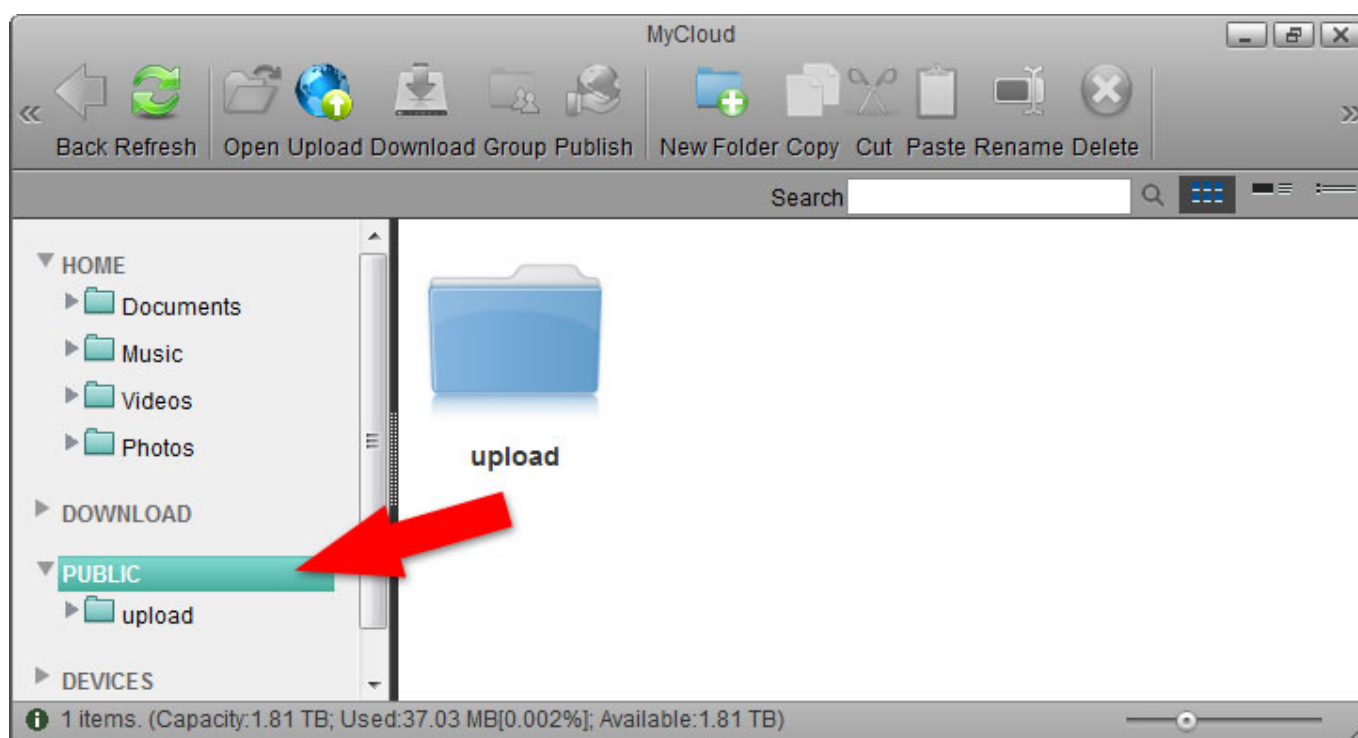 MyCloud
Back Refresh Open Upload Download Group Publish New Folder Copy Cut Paste Rename Delete
Search
HOME
Documents
Music
Videos
Photos
DOWNLOAD
PUBLIC
upload
DEVICES
upload
1 items. (Capacity:1.81 TB; Used:37.03 MB[0.002%]; Available:1.81 TB)